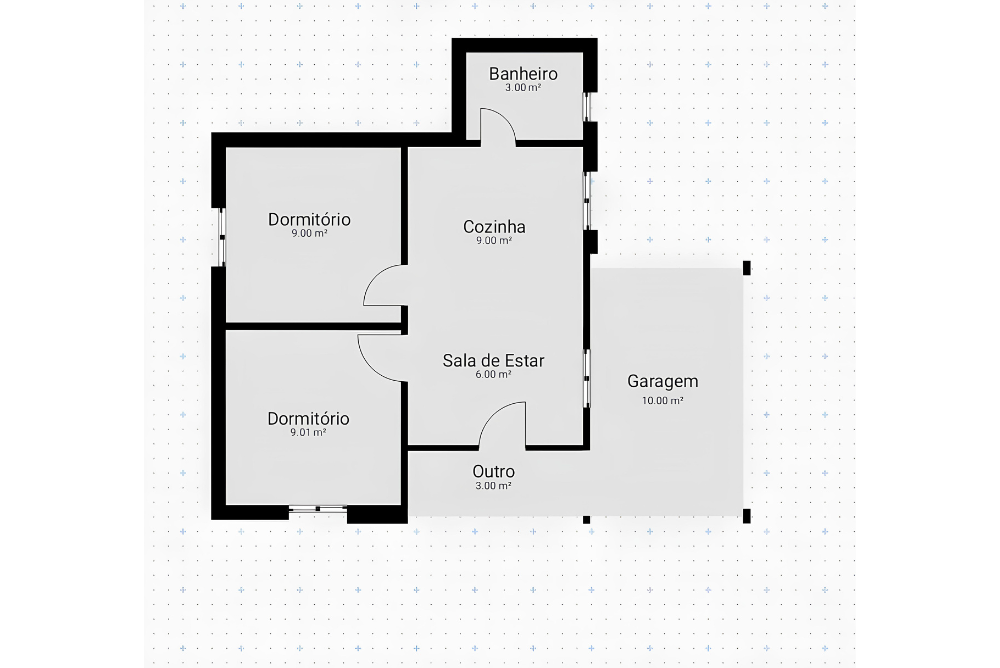 Banheiro
3.00 m²
Dormitório
9.00 m²
Cozinha
9.00 m²
Sala de Estar
6.00 m²
Garagem
10.00 m²
Dormitório
9.01 m²
Outro
3.00 m²